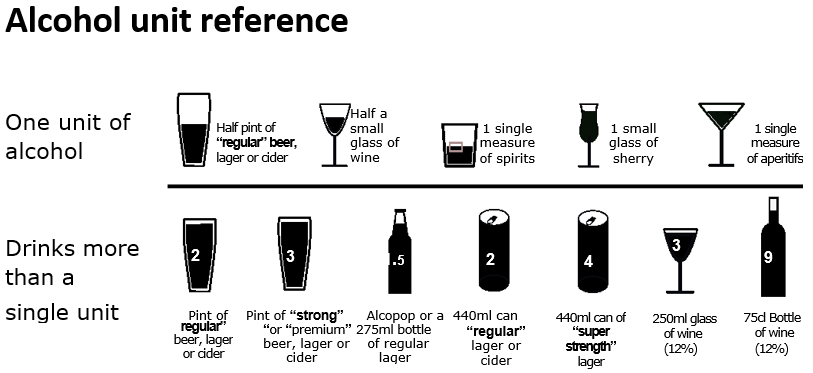 Alcohol unit reference
One unit of
alcohol
Half pint of
“regular” beer,
lager or cider
Half a
small
glass of
wine
1 single
measure
of spirits
1 small
glass of
sherry
1 single
measure
of aperitifs
Drinks more
than a
single unit
2
3
.5
2
4
3
9
Pint of
regular”
beer, lager
or cider
Pint of “strong”
“or “premium”
beer, lager or
cider
Alcopop or a
275ml bottle
of regular
lager
440ml can
“regular”
lager or
cider
440ml can of
“super
strength”
lager
250ml glass
of wine
(12%)
75cl Bottle
of wine
(12%)